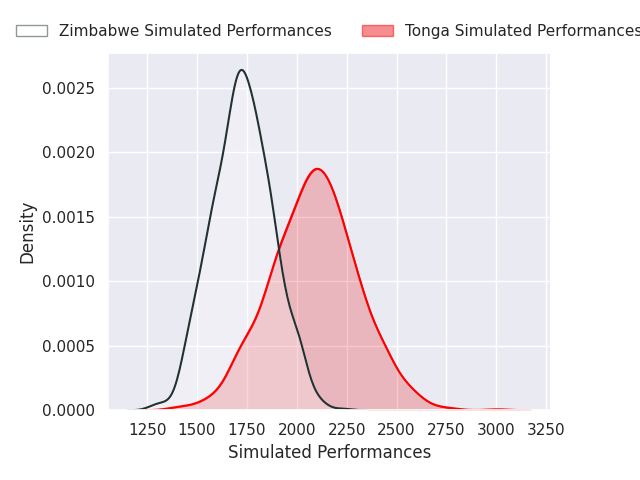 Zimbabwe Simulated Performances
Tonga Simulated Performances
0.0025
0.0020
0.0015
0.0010
0.0005
0.0000
Density
1250 1500 1750 2000 2250 2500 2750 3000 3250
Simulated Performances